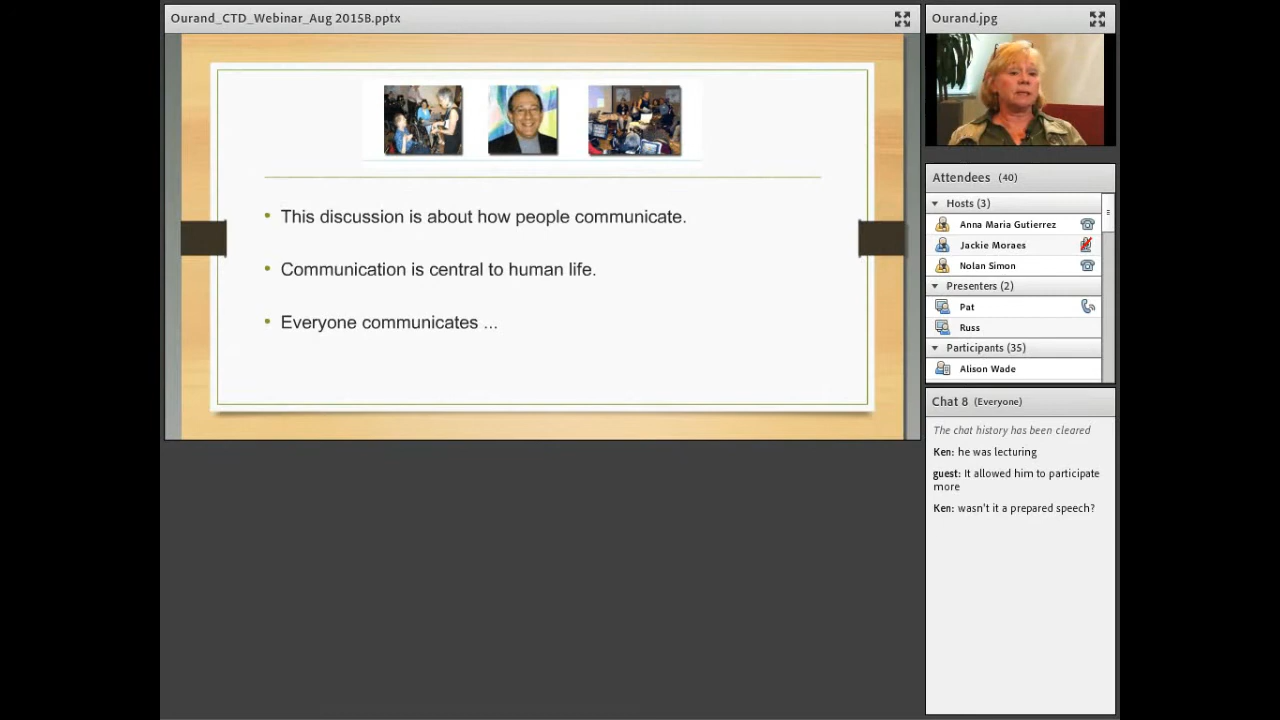 Ourand_CTD_Webinar_Aug 2015B.pptx
• This discussion is about how people communicate.
• Communication is central to human life.
• Everyone communicates ...
Ourand.jpg
Attendees (40)
Hosts (3)
Anna Maria Gutierrez
Jackie Moraes
Nolan Simon
Presenters (2)
Pat
Russ
Participants (35)
Alison Wade
Chat 8 (Everyone)
The chat history has been cleared
Ken: he was lecturing
guest: It allowed him to participate
more
Ken: wasn't it a prepared speech?